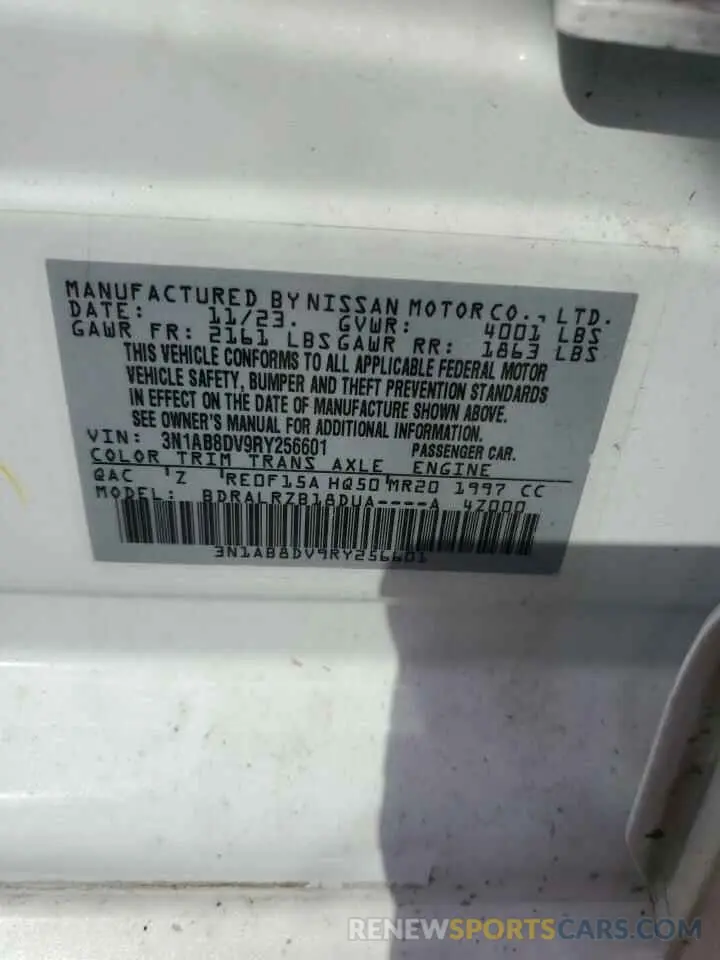 MANUFACTURED BY NISSAN MOTOR CO., LTD.
DATE: 11/23. GVWR: 4001 LBS
GAWR FR: 2161 LBS GAWR RR: 1863 LBS
THIS VEHICLE CONFORMS TO ALL APPLICABLE FEDERAL MOTOR
VEHICLE SAFETY, BUMPER AND THEFT PREVENTION STANDARDS
IN EFFECT ON THE DATE OF MANUFACTURE SHOWN ABOVE.
SEE OWNER'S MANUAL FOR ADDITIONAL INFORMATION.
VIN: 3N1AB8DV9RY256601 PASSENGER CAR.
COLOR TRIM TRANS AXLE ENGINE
QAC 'Z 'RE0F15A HQ50 MR20 1997 CC
MODEL: BDRALRZB18DUA----A 4Z000
3N1AB8DV9RY256601
RENEWSPORTSCARS.COM